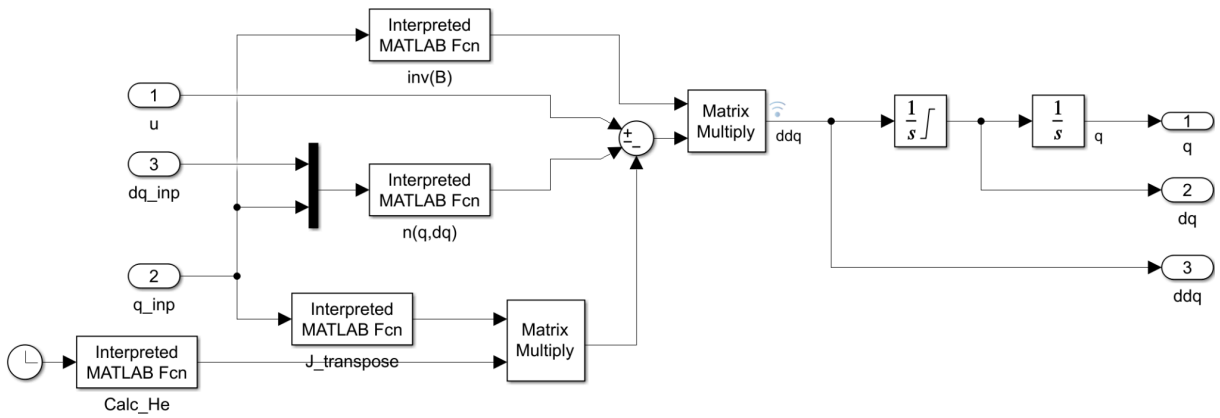 Interpreted
MATLAB Fcn
inv(B)
1
u
3
dq_inp
Interpreted
MATLAB Fcn
n(q,dq)
2
q_inp
Interpreted
MATLAB Fcn
J_transpose
Interpreted
MATLAB Fcn
Calc_He
Matrix
Multiply
+
−
−
Matrix
Multiply
ddq
1
s
1
s
q
1
q
2
dq
3
ddq